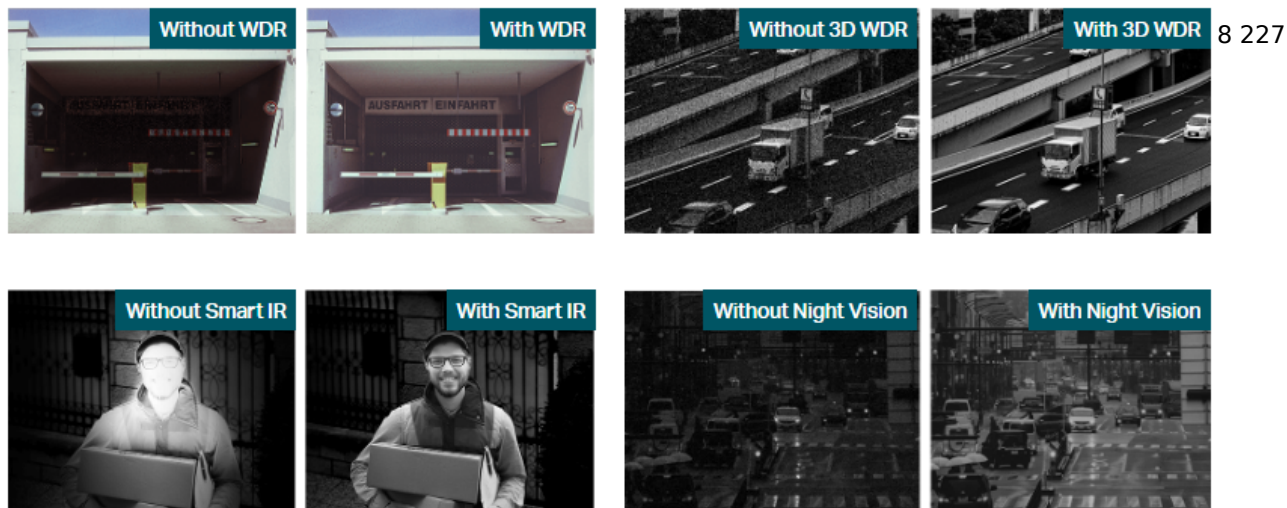 Without WDR
With WDR
Without 3D WDR
With 3D WDR
8 227
AUSFAHRT EINFAHRT
AUSFAHRT EINFAHRT
Without Smart IR
With Smart IR
Without Night Vision
With Night Vision